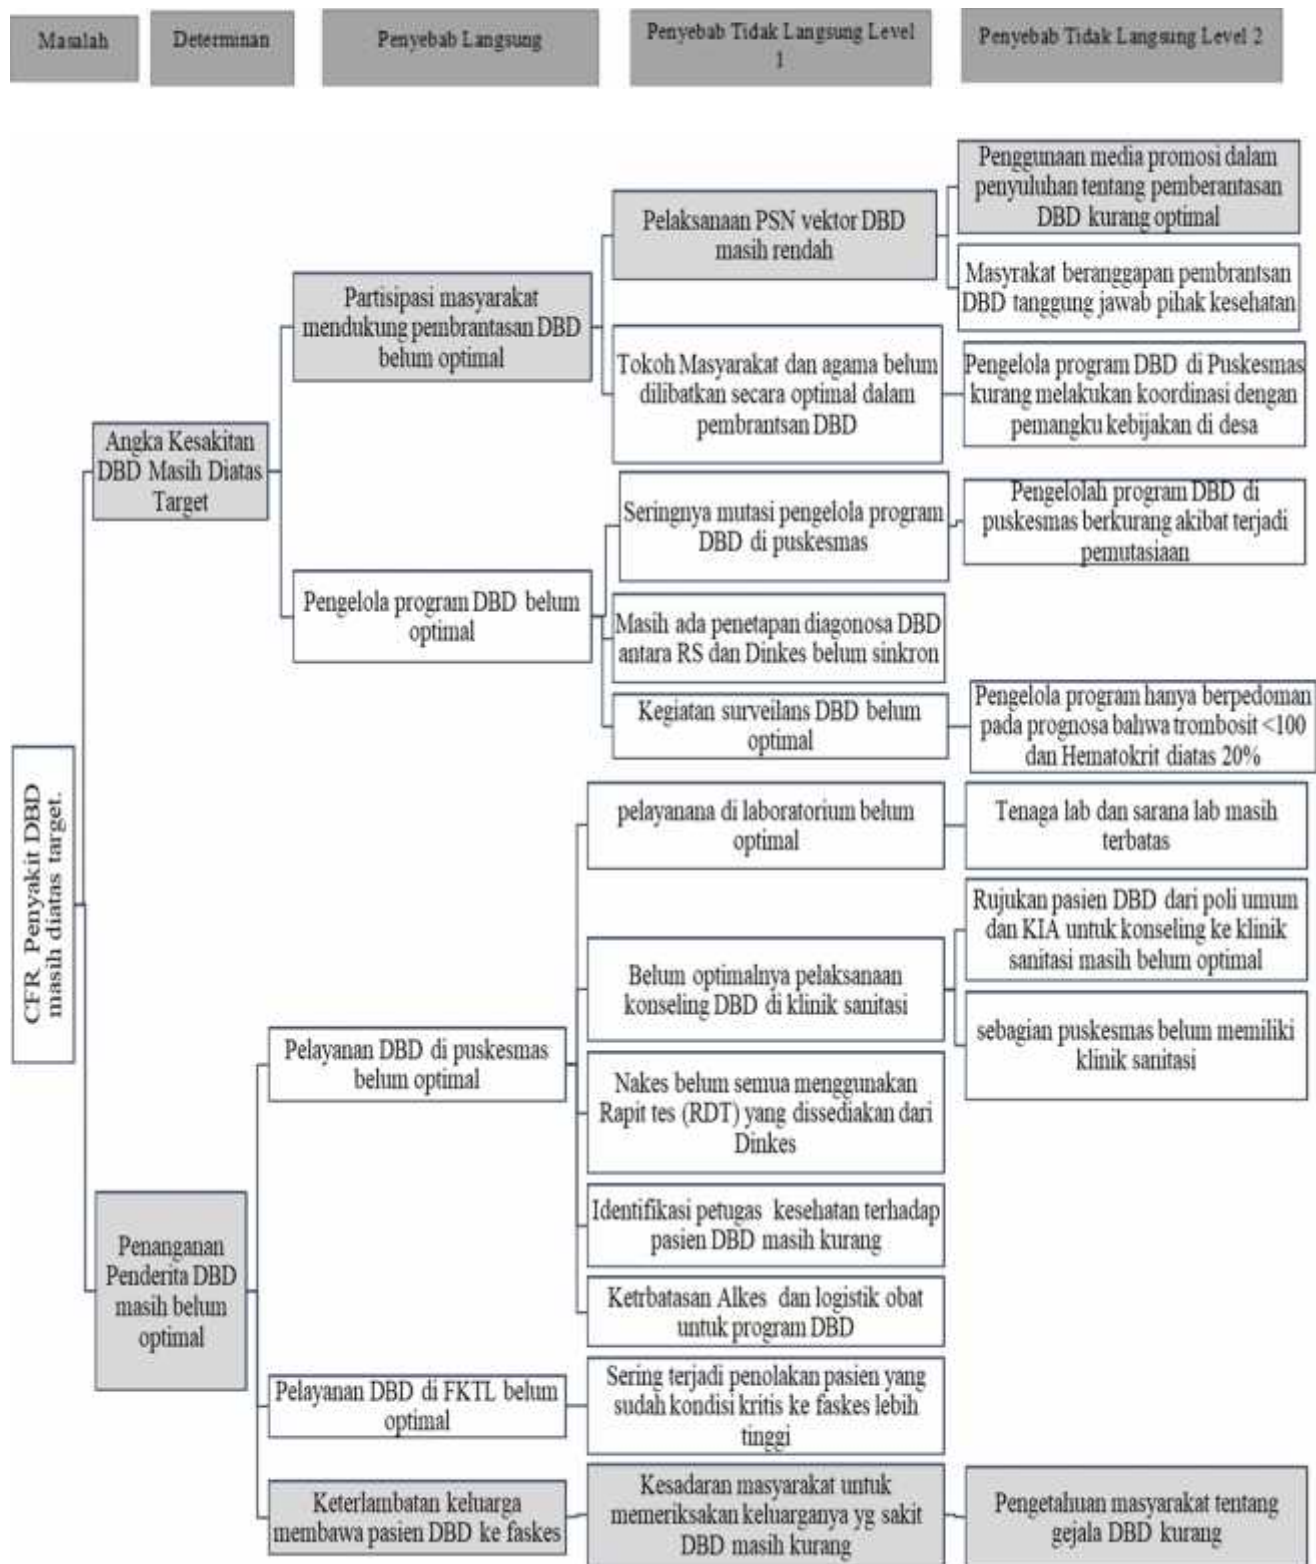 Masalah
Determinan
Penyebab Langsung
Penyebab Tidak Langsung Level
1
Penyebab Tidak Langsung Level 2
Penggunaan media promosi dalam
penyuluhan tentang pemberantasan
DBD kurang optimal
Pelaksanaan PSN vektor DBD
masih rendah
Masyrakat beranggapan pembrantsan
DBD tanggung jawab pihak kesehatan
Partisipasi masyarakat
mendukung pembrantasan DBD
belum optimal
Tokoh Masyarakat dan agama belum
dilibatkan secara optimal dalam
pembrantsan DBD
Pengelola program DBD di Puskesmas
kurang melakukan koordinasi dengan
pemangku kebijakan di desa
Angka Kesakitan
DBD Masih Diatas
Target
Seringnya mutasi pengelola program
DBD di puskesmas
Pengelolah program DBD di
puskesmas berkurang akibat terjadi
pemutasiaan
Pengelola program DBD belum
optimal
Masih ada penetapan diagonosa DBD
antara RS dan Dinkes belum sinkron
Kegiatan surveilans DBD belum
optimal
Pengelola program hanya berpedoman
pada prognosa bahwa trombosit <100
dan Hematokrit diatas 20%
CFR Penyakit DBD
masih diatas target.
pelayanana di laboratorium belum
optimal
Tenaga lab dan sarana lab masih
terbatas
Rujukan pasien DBD dari poli umum
dan KIA untuk konseling ke klinik
sanitasi masih belum optimal
Belum optimalnya pelaksanaan
konseling DBD di klinik sanitasi
sebagian puskesmas belum memiliki
klinik sanitasi
Pelayanan DBD di puskesmas
belum optimal
Nakes belum semua menggunakan
Rapit tes (RDT) yang dissediakan dari
Dinkes
Identifikasi petugas kesehatan terhadap
pasien DBD masih kurang
Penanganan
Penderita DBD
masih belum
optimal
Ketrbatasan Alkes dan logistik obat
untuk program DBD
Pelayanan DBD di FKTL belum
optimal
Sering terjadi penolakan pasien yang
sudah kondisi kritis ke faskes lebih
tinggi
Keterlambatan keluarga
membawa pasien DBD ke faskes
Kesadaran masyarakat untuk
memeriksakan keluarganya yg sakit
DBD masih kurang
Pengetahuan masyarakat tentang
gejala DBD kurang